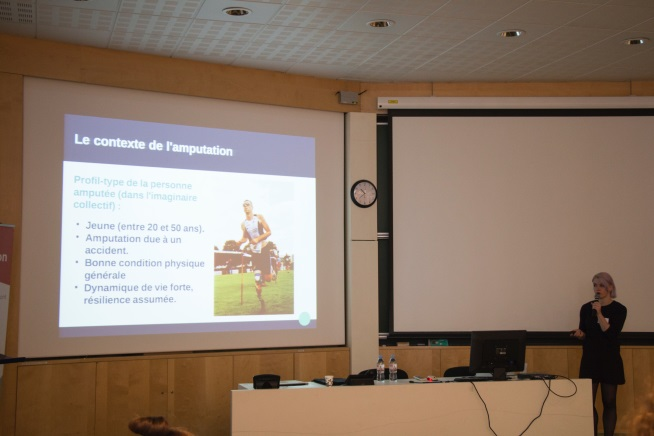 Le contexte de l'amputation
Profil-type de la personne
amputée (dans l'imaginaire
collectif) :
• Jeune (entre 20 et 50 ans).
• Amputation due à un
accident.
• Bonne condition physique
générale
• Dynamique de vie forte,
résilience assumée.